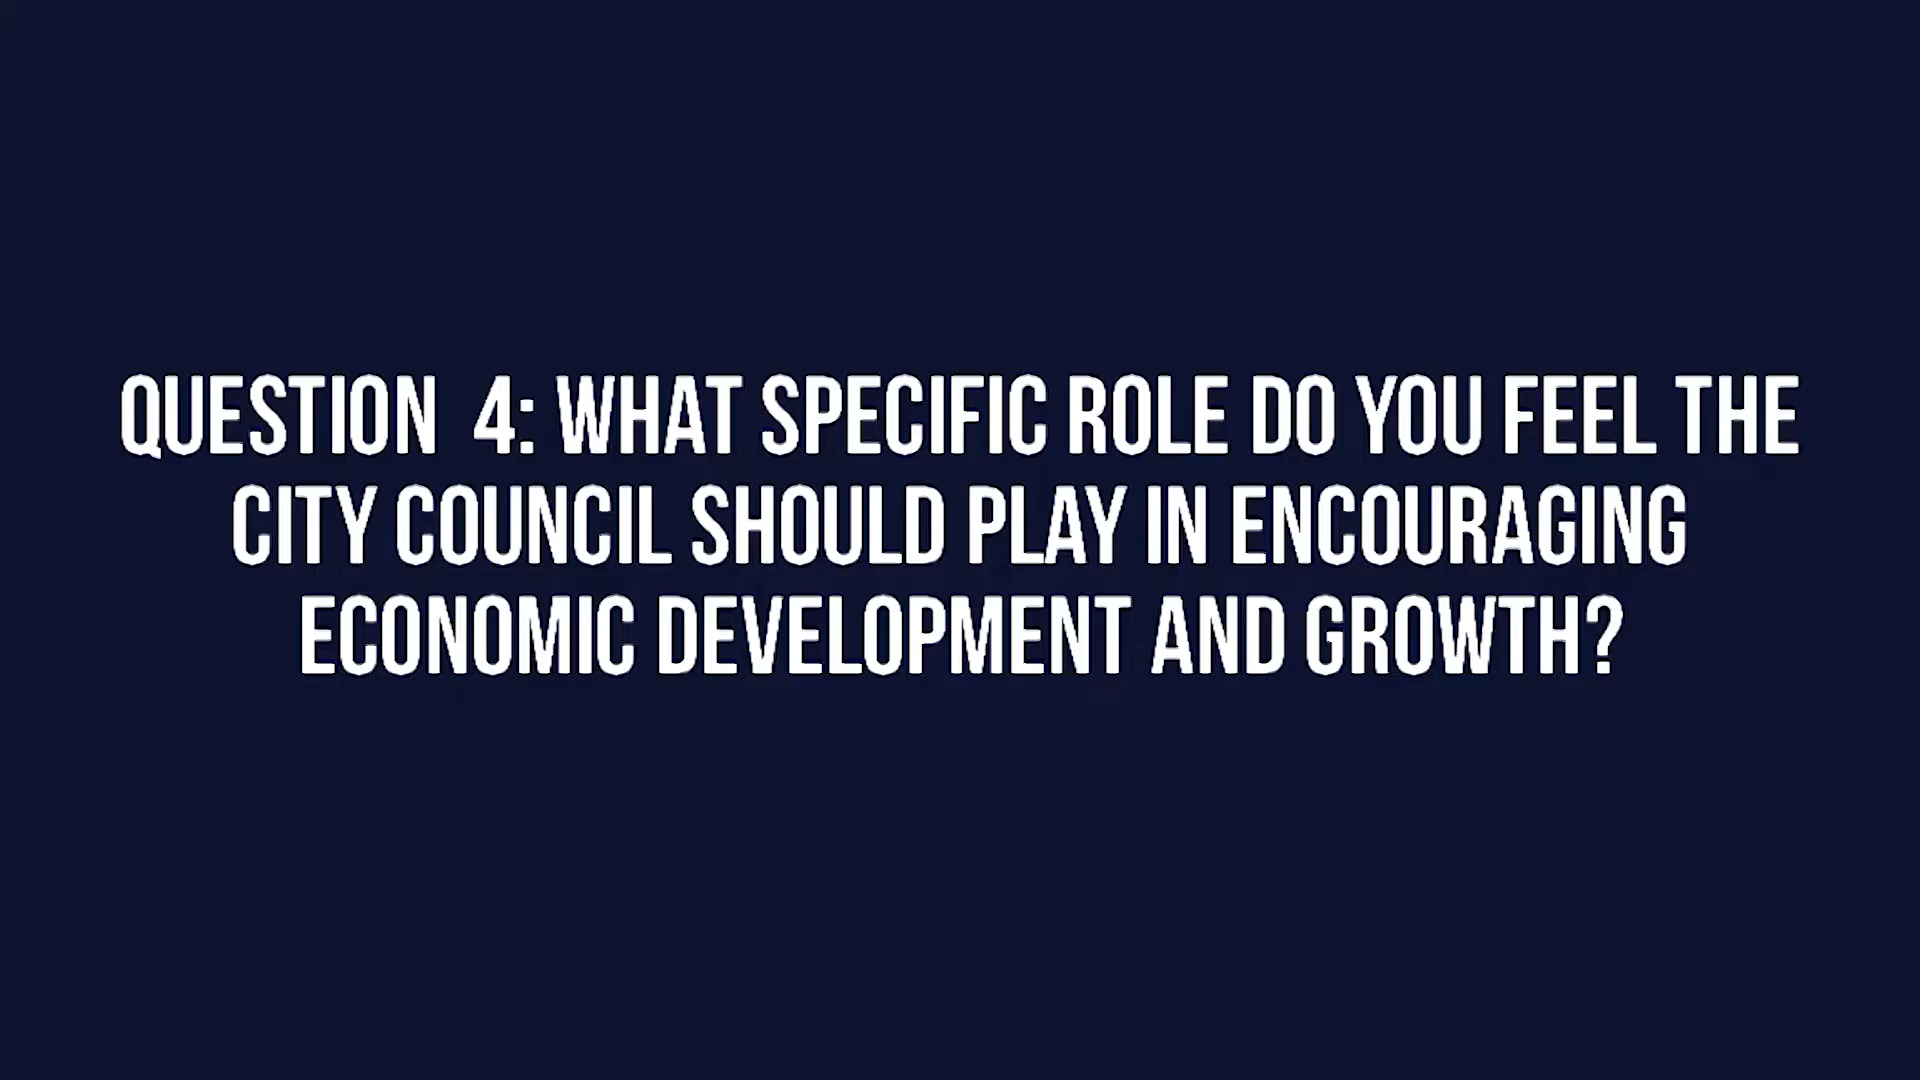 QUESTION  4: WHAT SPECIFIC ROLE DO YOU FEEL THE
CITY COUNCIL SHOULD PLAY IN ENCOURAGING
ECONOMIC DEVELOPMENT AND GROWTH?